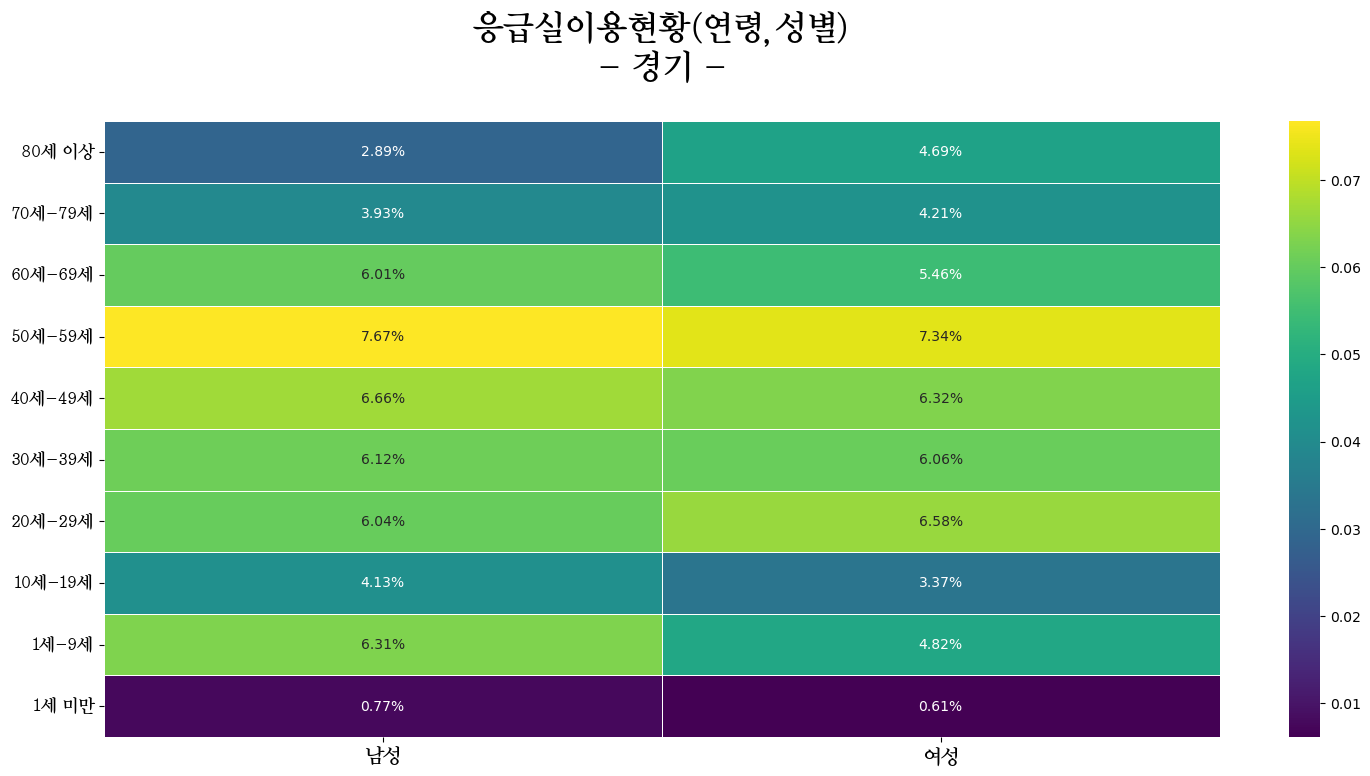 응급실이용현황(연령, 성별)
- 경기 -
80세 이상 2.89% 4.69%
70세-79세 3.93% 4.21%
60세-69세 6.01% 5.46%
50세-59세 7.67% 7.34%
40세-49세 6.66% 6.32%
30세-39세 6.12% 6.06%
20세-29세 6.04% 6.58%
10세-19세 4.13% 3.37%
1세-9세 6.31% 4.82%
1세 미만 0.77% 0.61%
남성 여성
0.07
0.06
0.05
0.04
0.03
0.02
0.01